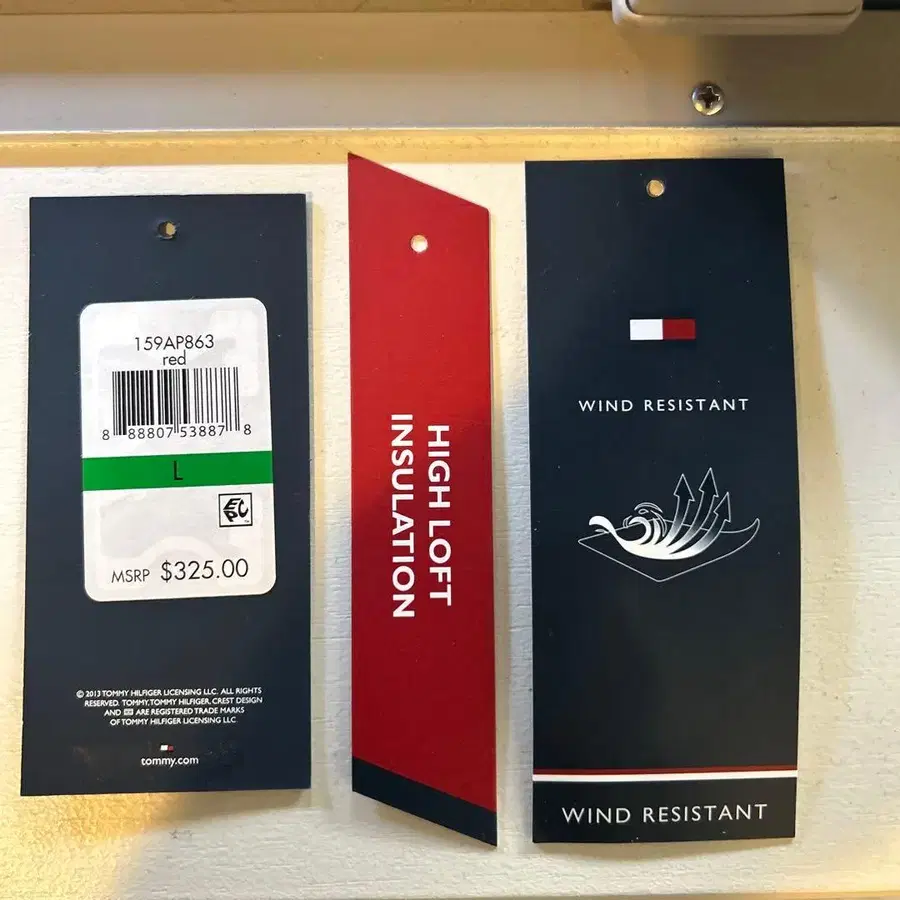 159AP863
red
8 88807 53887 8
L
EPC
MSRP $325.00
© 2013 TOMMY HILFIGER LICENSING LLC. ALL RIGHTS
RESERVED. TOMMY,TOMMY HILFIGER, CREST DESIGN
AND ARE REGISTERED TRADE MARKS
OF TOMMY HILFIGER LICENSING LLC.
tommy.com
HIGH LOFT
INSULATION
WIND RESISTANT
WIND RESISTANT